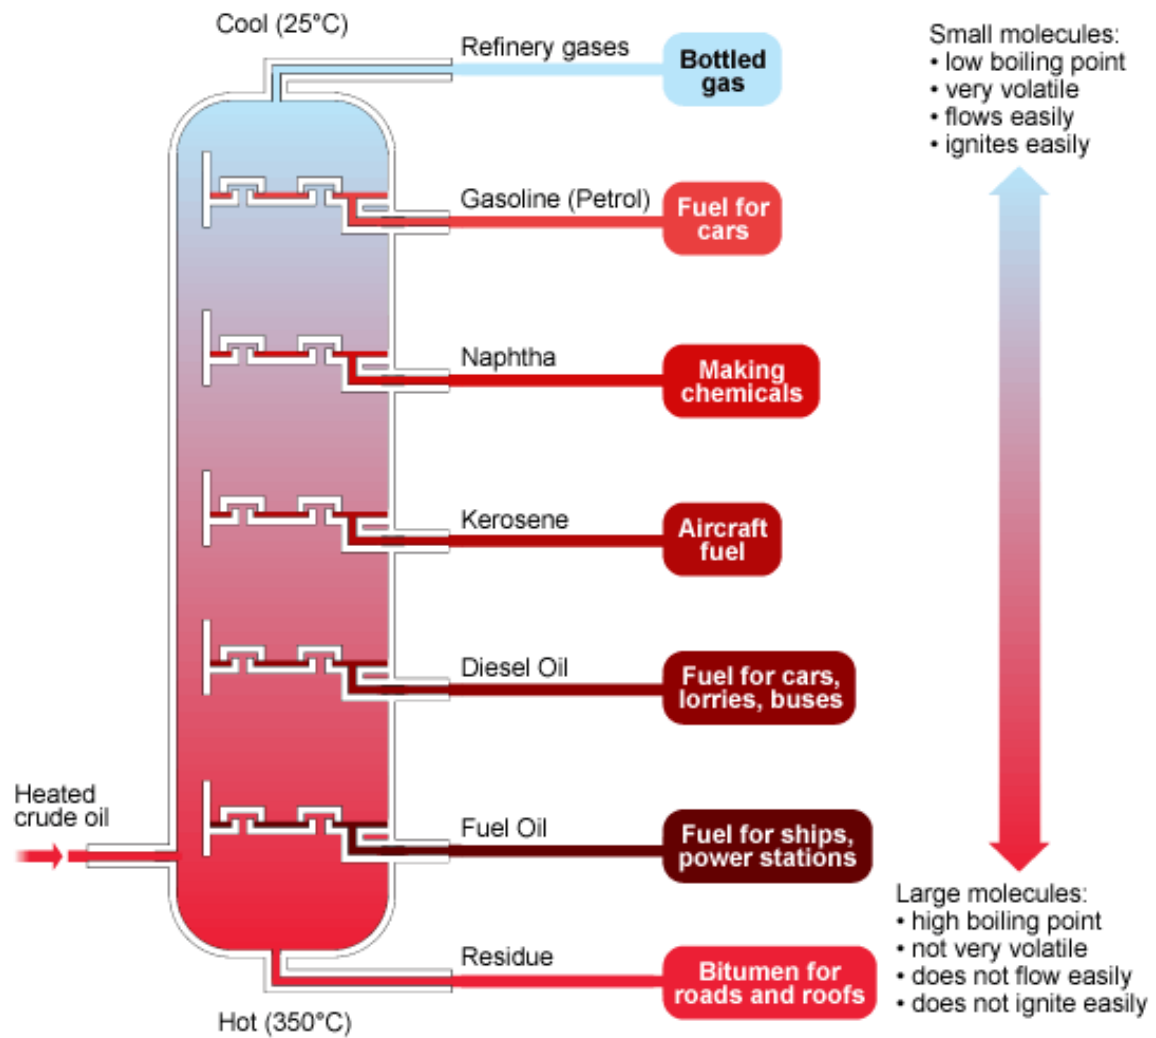 Cool (25°C)
Refinery gases
Bottled
gas
Small molecules:
• low boiling point
• very volatile
• flows easily
• ignites easily
Gasoline (Petrol)
Fuel for
cars
Naphtha
Making
chemicals
Kerosene
Aircraft
fuel
Diesel Oil
Fuel for cars,
lorries, buses
Heated
crude oil
Fuel Oil
Fuel for ships,
power stations
Large molecules:
• high boiling point
• not very volatile
• does not flow easily
• does not ignite easily
Residue
Bitumen for
roads and roofs
Hot (350°C)